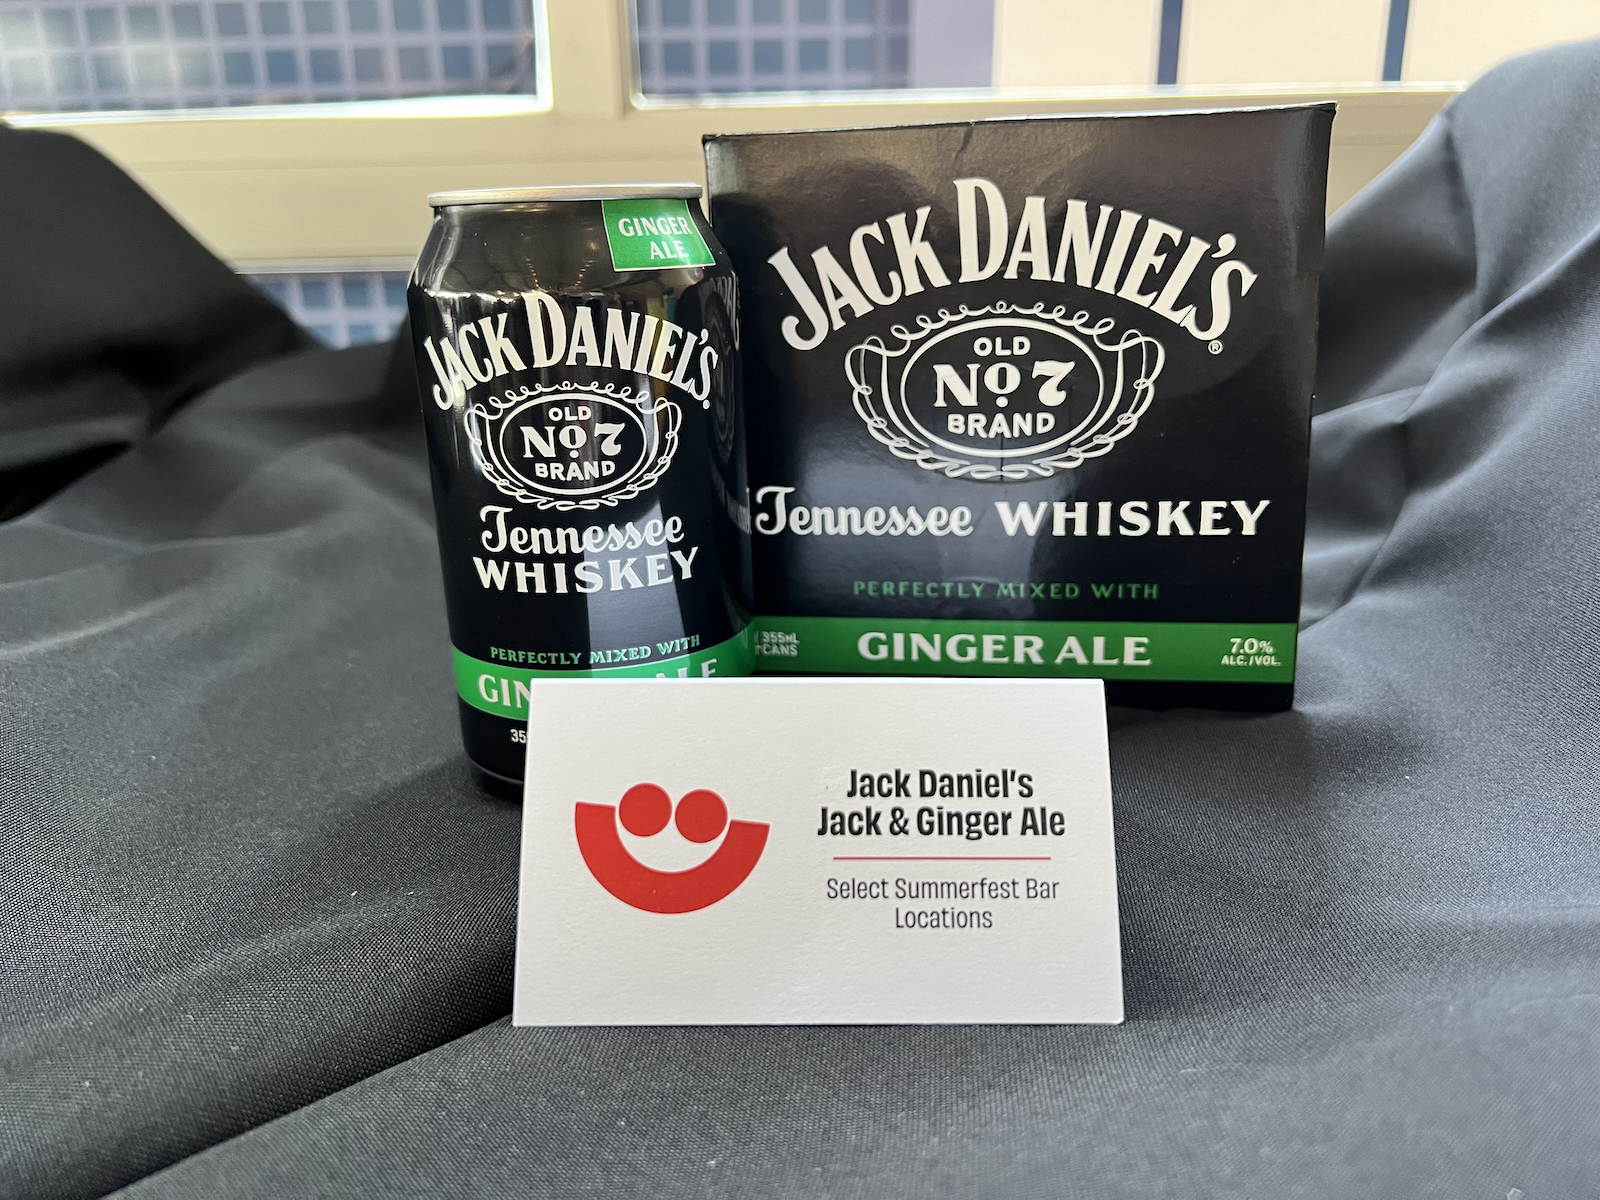 GINGER
ALE
JACK DANIEL'S
OLD
No 7
BRAND
Tennessee
WHISKEY
PERFECTLY MIXED WITH
JACK DANIEL'S®
OLD
No 7
BRAND
Tennessee WHISKEY
PERFECTLY MIXED WITH
355mL
CANS
GINGER ALE
7.0%
ALC./VOL.
Jack Daniel's
Jack & Ginger Ale
Select Summerfest Bar
Locations